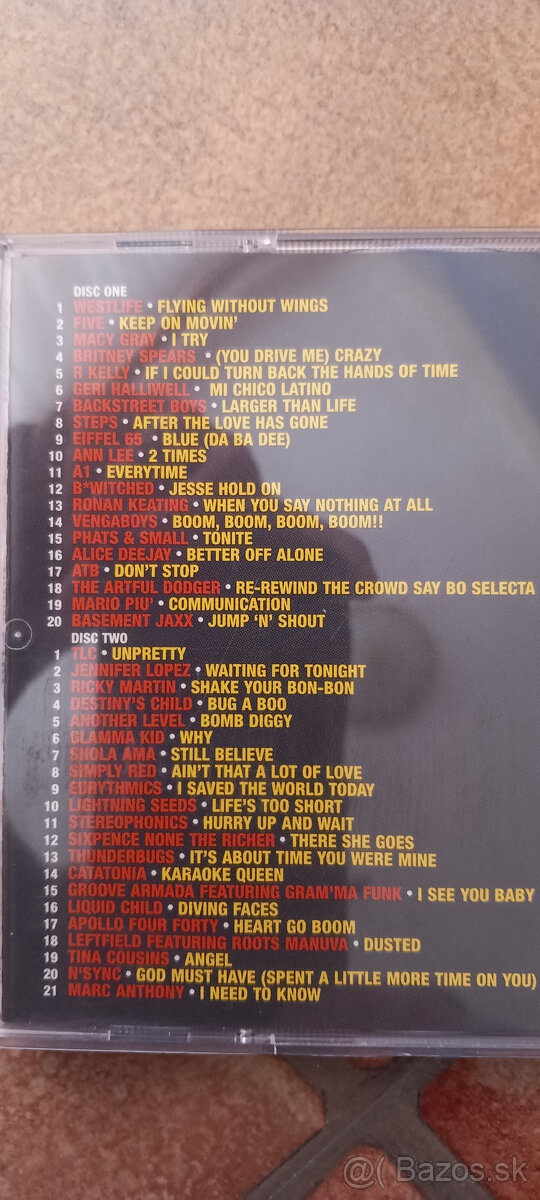 DISC ONE
1 WESTLIFE • FLYING WITHOUT WINGS
2 FIVE • KEEP ON MOVIN'
3 MACY GRAY • I TRY
4 BRITNEY SPEARS • (YOU DRIVE ME) CRAZY
5 R KELLY • IF I COULD TURN BACK THE HANDS OF TIME
6 GERI HALLIWELL • MI CHICO LATINO
7 BACKSTREET BOYS • LARGER THAN LIFE
8 STEPS • AFTER THE LOVE HAS GONE
9 EIFFEL 65 • BLUE (DA BA DEE)
10 ANN LEE • 2 TIMES
11 A1 • EVERYTIME
12 B*WITCHED • JESSE HOLD ON
13 RONAN KEATING • WHEN YOU SAY NOTHING AT ALL
14 VENGABOYS • BOOM, BOOM, BOOM, BOOM!!
15 PHATS & SMALL • TONITE
16 ALICE DEEJAY • BETTER OFF ALONE
17 ATB • DON'T STOP
18 THE ARTFUL DODGER • RE-REWIND THE CROWD SAY BO SELECTA
19 MARIO PIU' • COMMUNICATION
20 BASEMENT JAXX • JUMP 'N' SHOUT
DISC TWO
1 TLC • UNPRETTY
2 JENNIFER LOPEZ • WAITING FOR TONIGHT
3 RICKY MARTIN • SHAKE YOUR BON-BON
4 DESTINY'S CHILD • BUG A BOO
5 ANOTHER LEVEL • BOMB DIGGY
6 GLAMMA KID • WHY
7 SHOLA AMA • STILL BELIEVE
8 SIMPLY RED • AIN'T THAT A LOT OF LOVE
9 EURYTHMICS • I SAVED THE WORLD TODAY
10 LIGHTNING SEEDS • LIFE'S TOO SHORT
11 STEREOPHONICS • HURRY UP AND WAIT
12 SIXPENCE NONE THE RICHER • THERE SHE GOES
13 THUNDERBUGS • IT'S ABOUT TIME YOU WERE MINE
14 CATATONIA • KARAOKE QUEEN
15 GROOVE ARMADA FEATURING GRAM'MA FUNK • I SEE YOU BABY
16 LIQUID CHILD • DIVING FACES
17 APOLLO FOUR FORTY • HEART GO BOOM
18 LEFTFIELD FEATURING ROOTS MANUVA • DUSTED
19 TINA COUSINS • ANGEL
20 N'SYNC • GOD MUST HAVE (SPENT A LITTLE MORE TIME ON YOU)
21 MARC ANTHONY • I NEED TO KNOW
@( Bazos.sk